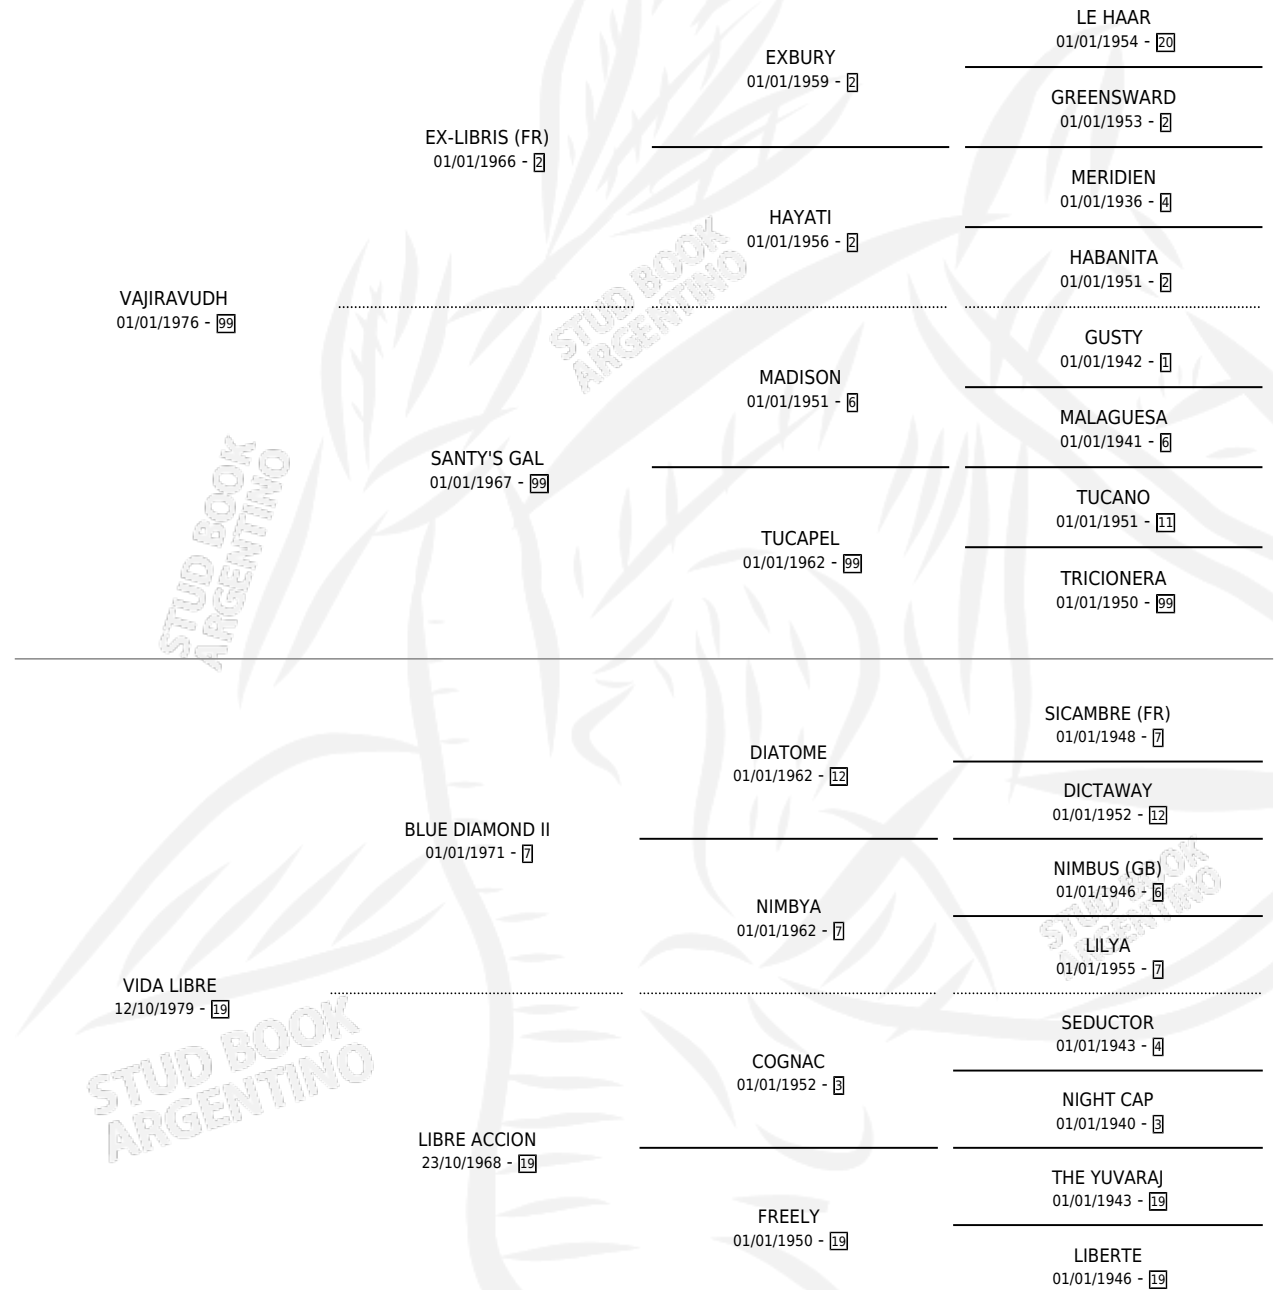 LE HAAR
01/01/1954 - 20
EXBURY
01/01/1959 - 2
GREENSWARD
01/01/1953 - 2
EX-LIBRIS (FR)
01/01/1966 - 2
MERIDIEN
01/01/1936 - 4
HAYATI
01/01/1956 - 2
HABANITA
01/01/1951 - 2
VAJIRAVUDH
01/01/1976 - 99
GUSTY
01/01/1942 - 1
MADISON
01/01/1951 - 6
MALAGUESA
01/01/1941 - 6
SANTY'S GAL
01/01/1967 - 99
TUCANO
01/01/1951 - 11
TUCAPEL
01/01/1962 - 99
TRICIONERA
01/01/1950 - 99
SICAMBRE (FR)
01/01/1948 - 7
DIATOME
01/01/1962 - 12
DICTAWAY
01/01/1952 - 12
BLUE DIAMOND II
01/01/1971 - 7
NIMBUS (GB)
01/01/1946 - 6
NIMBYA
01/01/1962 - 7
LILYA
01/01/1955 - 7
VIDA LIBRE
12/10/1979 - 19
SEDUCTOR
01/01/1943 - 4
COGNAC
01/01/1952 - 3
NIGHT CAP
01/01/1940 - 3
LIBRE ACCION
23/10/1968 - 19
THE YUVARAJ
01/01/1943 - 19
FREELY
01/01/1950 - 19
LIBERTE
01/01/1946 - 19
STUD BOOK
ARGENTINO
STUD BOOK
ARGENTINO
STUD BOOK
ARGENTINO
STUD BOOK
ARGENTINO